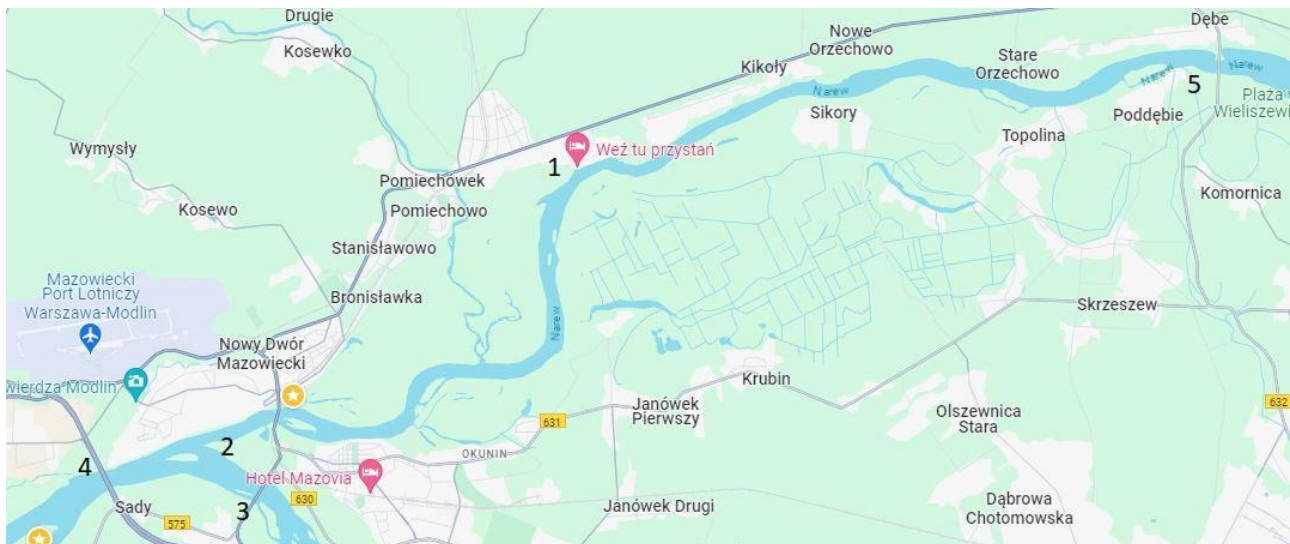 Drugie
Kosewko
Wymysły
Kosewo
Pomiechówek
Pomiechowo
Stanisławowo
Bronisławka
Mazowiecki
Port Lotniczy
Warszawa-Modlin
Nowy Dwór
Mazowiecki
wierdza Modlin
1
Weź tu przystań
Kikoły
Nowe
Orzechowo
Narew
Sikory
Stare
Orzechowo
Dębe
Narew
Narew
5
Poddębie
Plaża w
Wieliszewi
Topolina
Komornica
Skrzeszew
Narew
Krubin
Janówek
Pierwszy
631
OKUNIN
Olszewnica
Stara
632
2
4
Hotel Mazovia
Sady
3
630
575
Janówek Drugi
Dąbrowa
Chotomowska